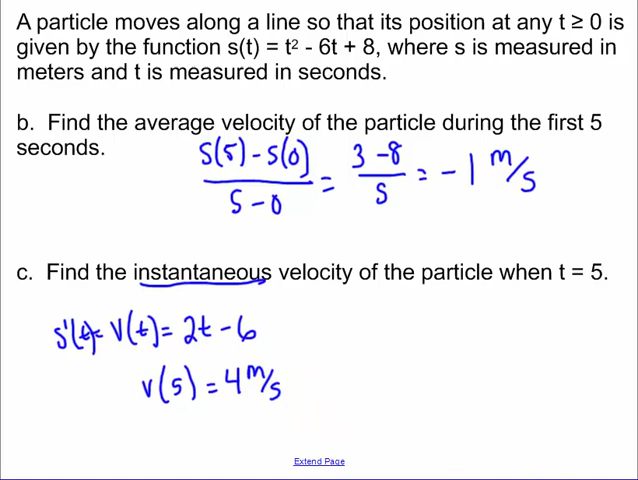 A particle moves along a line so that its position at any t ≥ 0 is
given by the function s(t) = t² - 6t + 8, where s is measured in
meters and t is measured in seconds.
b. Find the average velocity of the particle during the first 5
seconds.
S(5) - S(0) / 5 - 0 = 3 - 8 / 5 = - 1 m/s
c. Find the instantaneous velocity of the particle when t = 5.
s'(t) = v(t) = 2t - 6
v(5) = 4 m/s
Extend Page